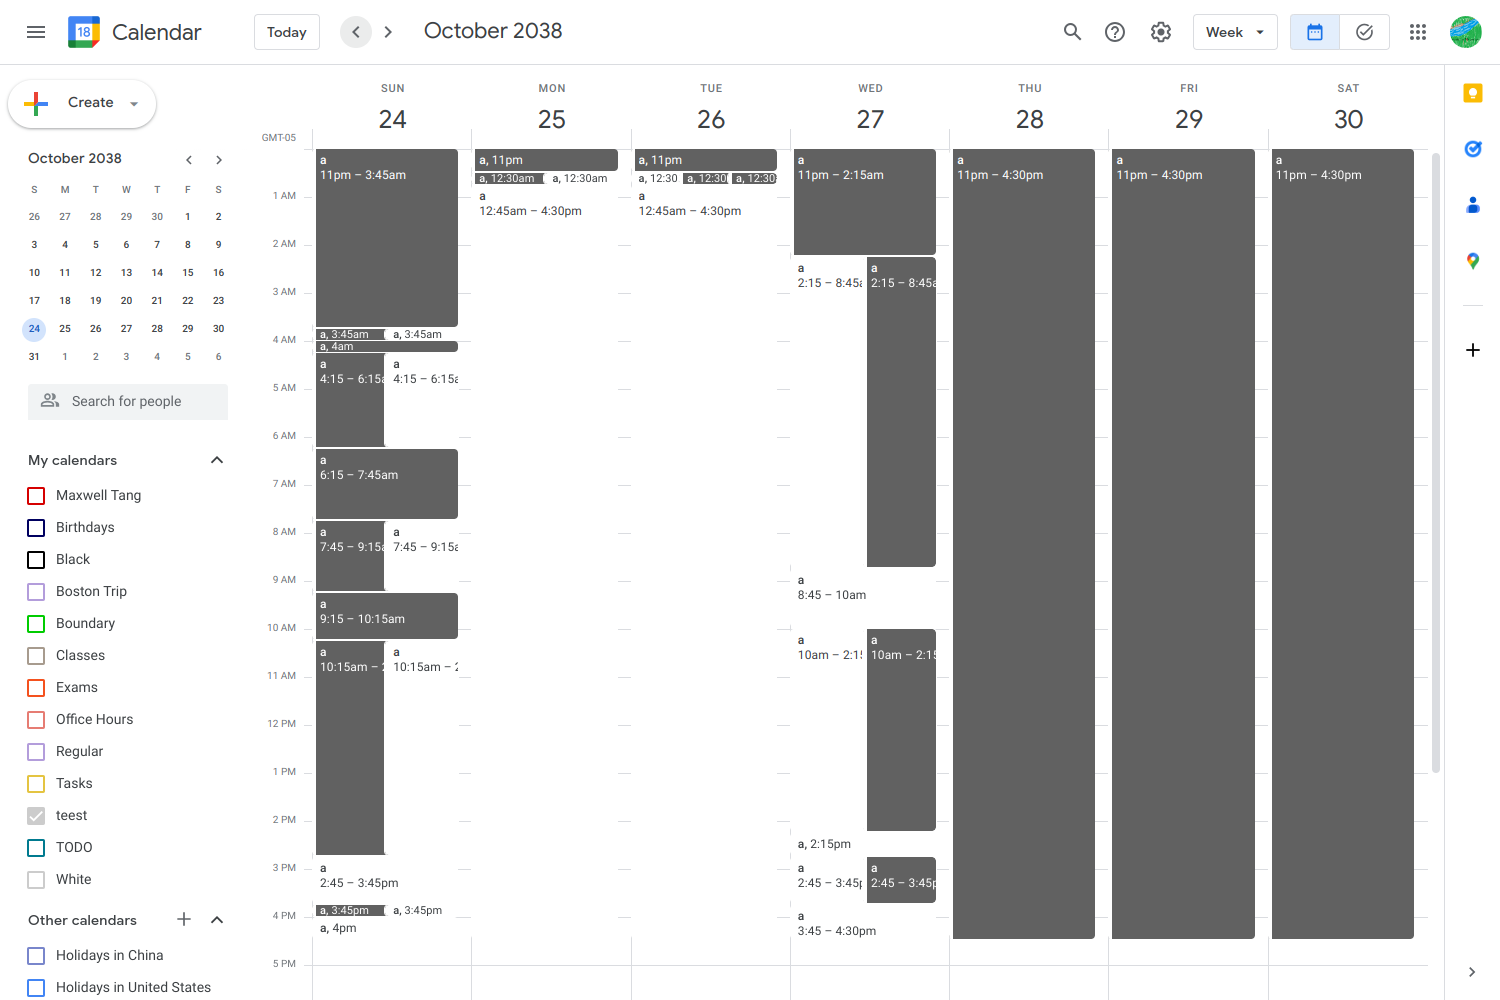 18 Calendar Today October 2038 Week
Create
October 2038
S M T W T F S
26 27 28 29 30 1 2
3 4 5 6 7 8 9
10 11 12 13 14 15 16
17 18 19 20 21 22 23
24 25 26 27 28 29 30
31 1 2 3 4 5 6
Search for people
My calendars
Maxwell Tang
Birthdays
Black
Boston Trip
Boundary
Classes
Exams
Office Hours
Regular
Tasks
teest
TODO
White
Other calendars
Holidays in China
Holidays in United States
SUN MON TUE WED THU FRI SAT
24 25 26 27 28 29 30
GMT-05
1 AM
2 AM
3 AM
4 AM
5 AM
6 AM
7 AM
8 AM
9 AM
10 AM
11 AM
12 PM
1 PM
2 PM
3 PM
4 PM
5 PM
a
11pm – 3:45am
a, 3:45am
a, 3:45am
a, 4am
a
4:15 – 6:15a
a
4:15 – 6:15a
a
6:15 – 7:45am
a
7:45 – 9:15a
a
7:45 – 9:15a
a
9:15 – 10:15am
a
10:15am – 2
a
10:15am – 2
a
2:45 – 3:45pm
a, 3:45pm
a, 3:45pm
a, 4pm
a, 11pm
a, 12:30am
a, 12:30am
a
12:45am – 4:30pm
a, 11pm
a, 12:30
a, 12:30
a, 12:30
a
12:45am – 4:30pm
a
11pm – 2:15am
a
2:15 – 8:45a
a
2:15 – 8:45a
a
8:45 – 10am
a
10am – 2:15
a
10am – 2:15
a, 2:15pm
a
2:45 – 3:45p
a
2:45 – 3:45p
a
3:45 – 4:30pm
a
11pm – 4:30pm
a
11pm – 4:30pm
a
11pm – 4:30pm